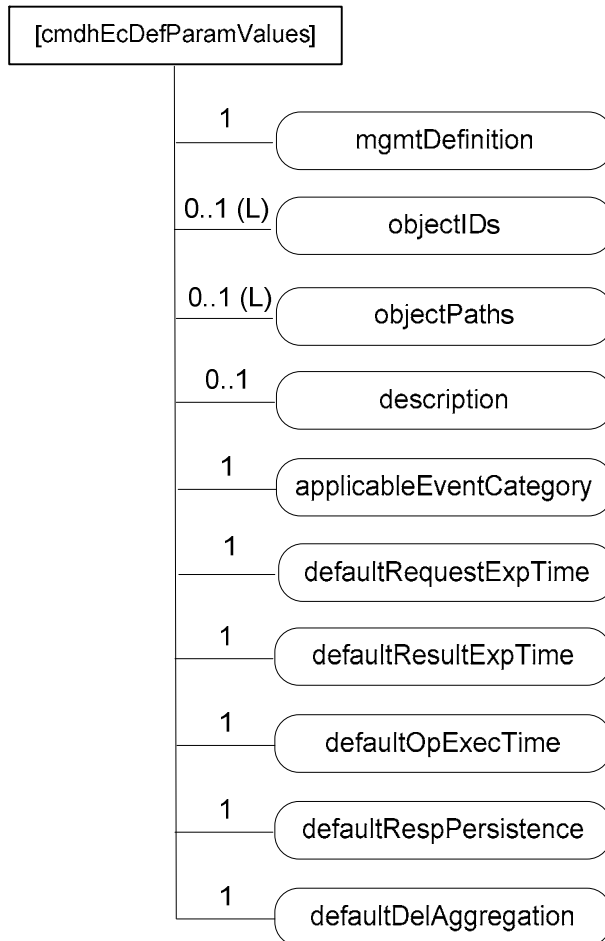 [cmdhEcDefParamValues]
1
mgmtDefinition
0..1 (L)
objectIDs
0..1 (L)
objectPaths
0..1
description
1
applicableEventCategory
1
defaultRequestExpTime
1
defaultResultExpTime
1
defaultOpExecTime
1
defaultRespPersistence
1
defaultDelAggregation